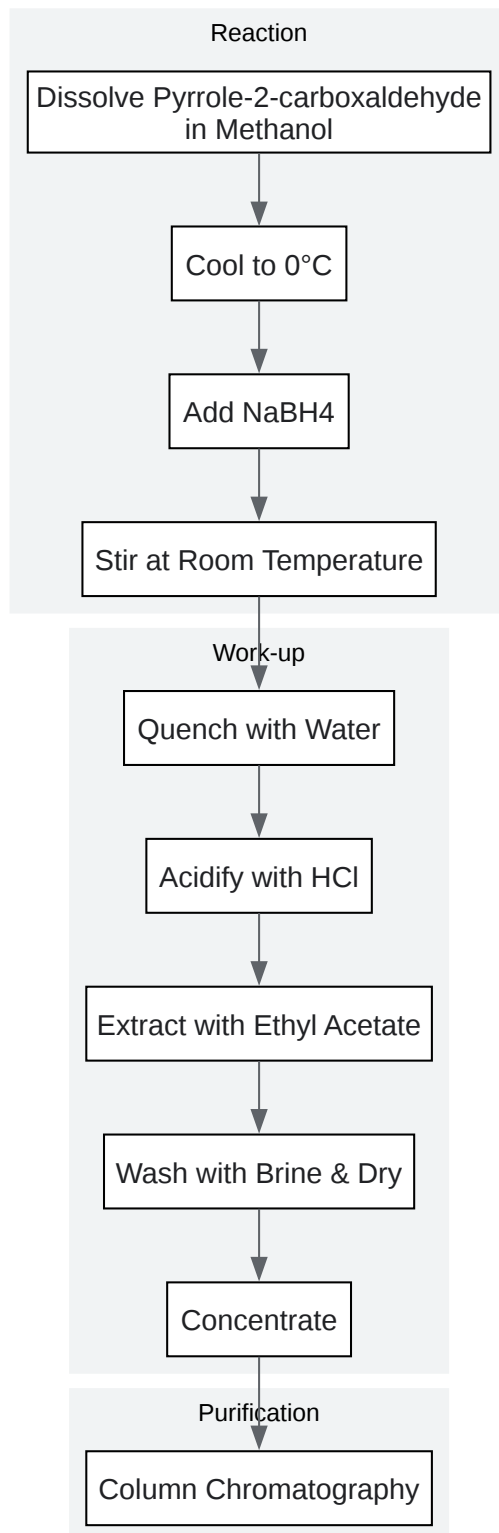 Reaction
Dissolve Pyrrole-2-carboxaldehyde
in Methanol
Cool to 0°C
Add NaBH4
Stir at Room Temperature
Work-up
Quench with Water
Acidify with HCl
Extract with Ethyl Acetate
Wash with Brine & Dry
Concentrate
Purification
Column Chromatography